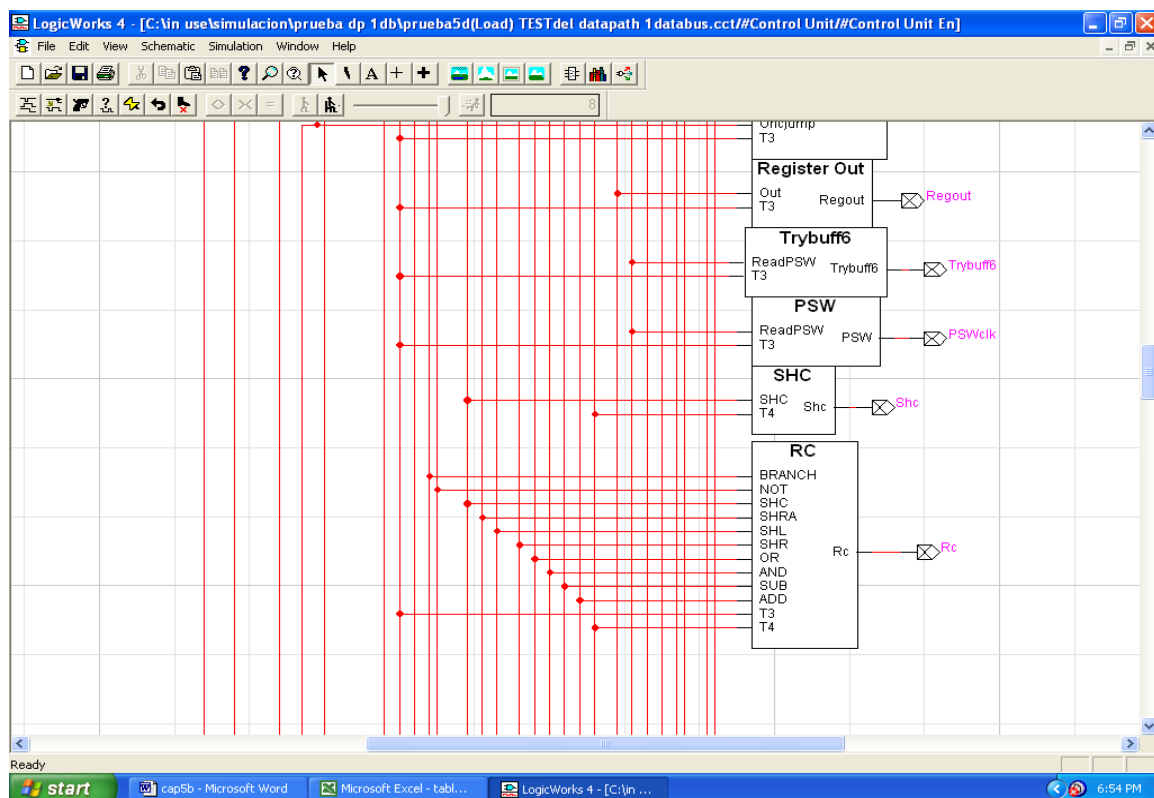 LogicWorks 4 - [C:\in use\simulacion\prueba dp 1db\prueba5d(Load) TESTdel datapath 1databus.cct/#Control Unit/#Control Unit En]
File Edit View Schematic Simulation Window Help
8
T3
Register Out
Out
T3
Regout
Regout
Trybuff6
ReadPSW
T3
Trybuff6
Trybuff6
PSW
ReadPSW
T3
PSW
PSWclk
SHC
SHC
T4
Shc
Shc
RC
BRANCH
NOT
SHC
SHRA
SHL
SHR
OR
AND
SUB
ADD
T3
T4
Rc
Rc
Ready
start
cap5b - Microsoft Word
Microsoft Excel - tabl...
LogicWorks 4 - [C:\in ...
6:54 PM